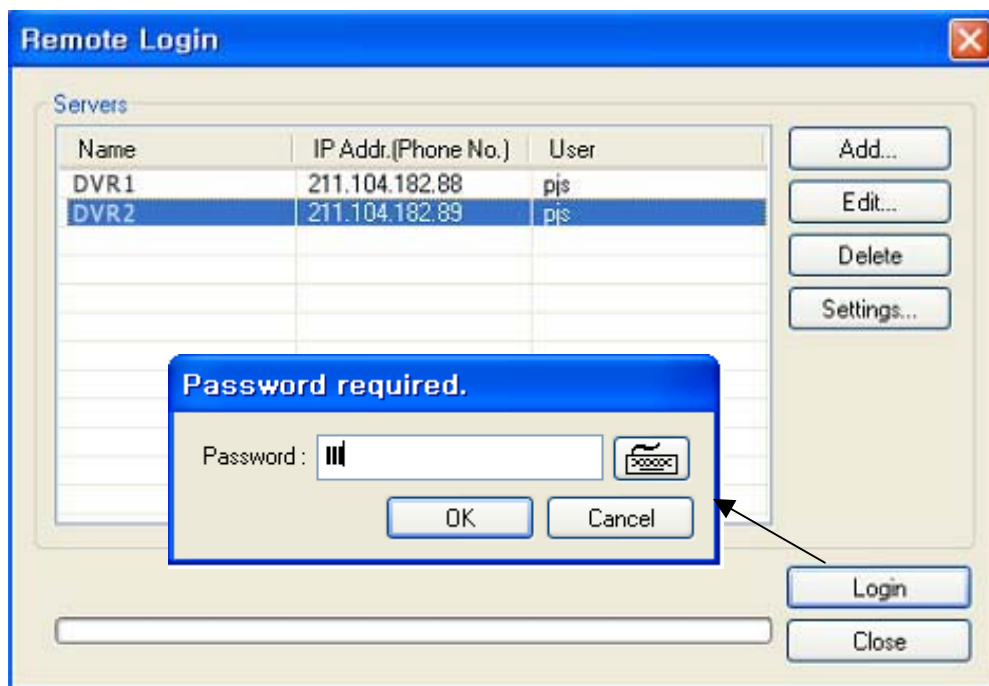 Remote Login
Servers
Name IP Addr.(Phone No.) User
DVR1 211.104.182.88 pjs
DVR2 211.104.182.89 pjs
Add...
Edit...
Delete
Settings...
Password required.
Password :
OK Cancel
Login
Close